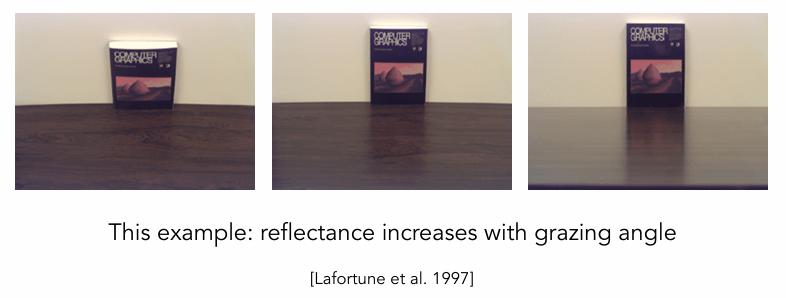 COMPUTER
GRAPHICS
COMPUTER
GRAPHICS
COMPUTER
GRAPHICS
This example: reflectance increases with grazing angle
[Lafortune et al. 1997]